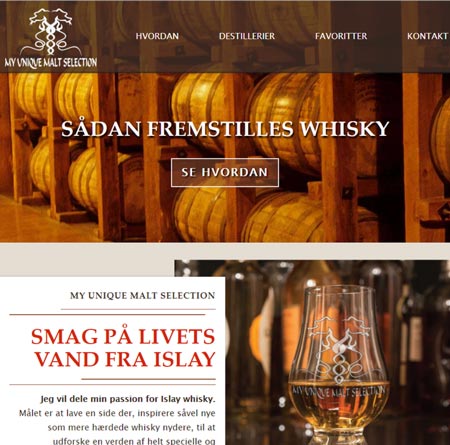 MY UNIQUE MALT SELECTION
HVORDAN DESTILLERIER FAVORITTER KONTAKT
SÅDAN FREMSTILLES WHISKY
SE HVORDAN
MY UNIQUE MALT SELECTION
SMAG PÅ LIVETS
VAND FRA ISLAY
Jeg vil dele min passion for Islay whisky.
Målet er at lave en side der, inspirere såvel nye
som mere hærdede whisky nydere, til at
udforske en verden af helt specielle og
MY UNIQUE MALT SELECTION